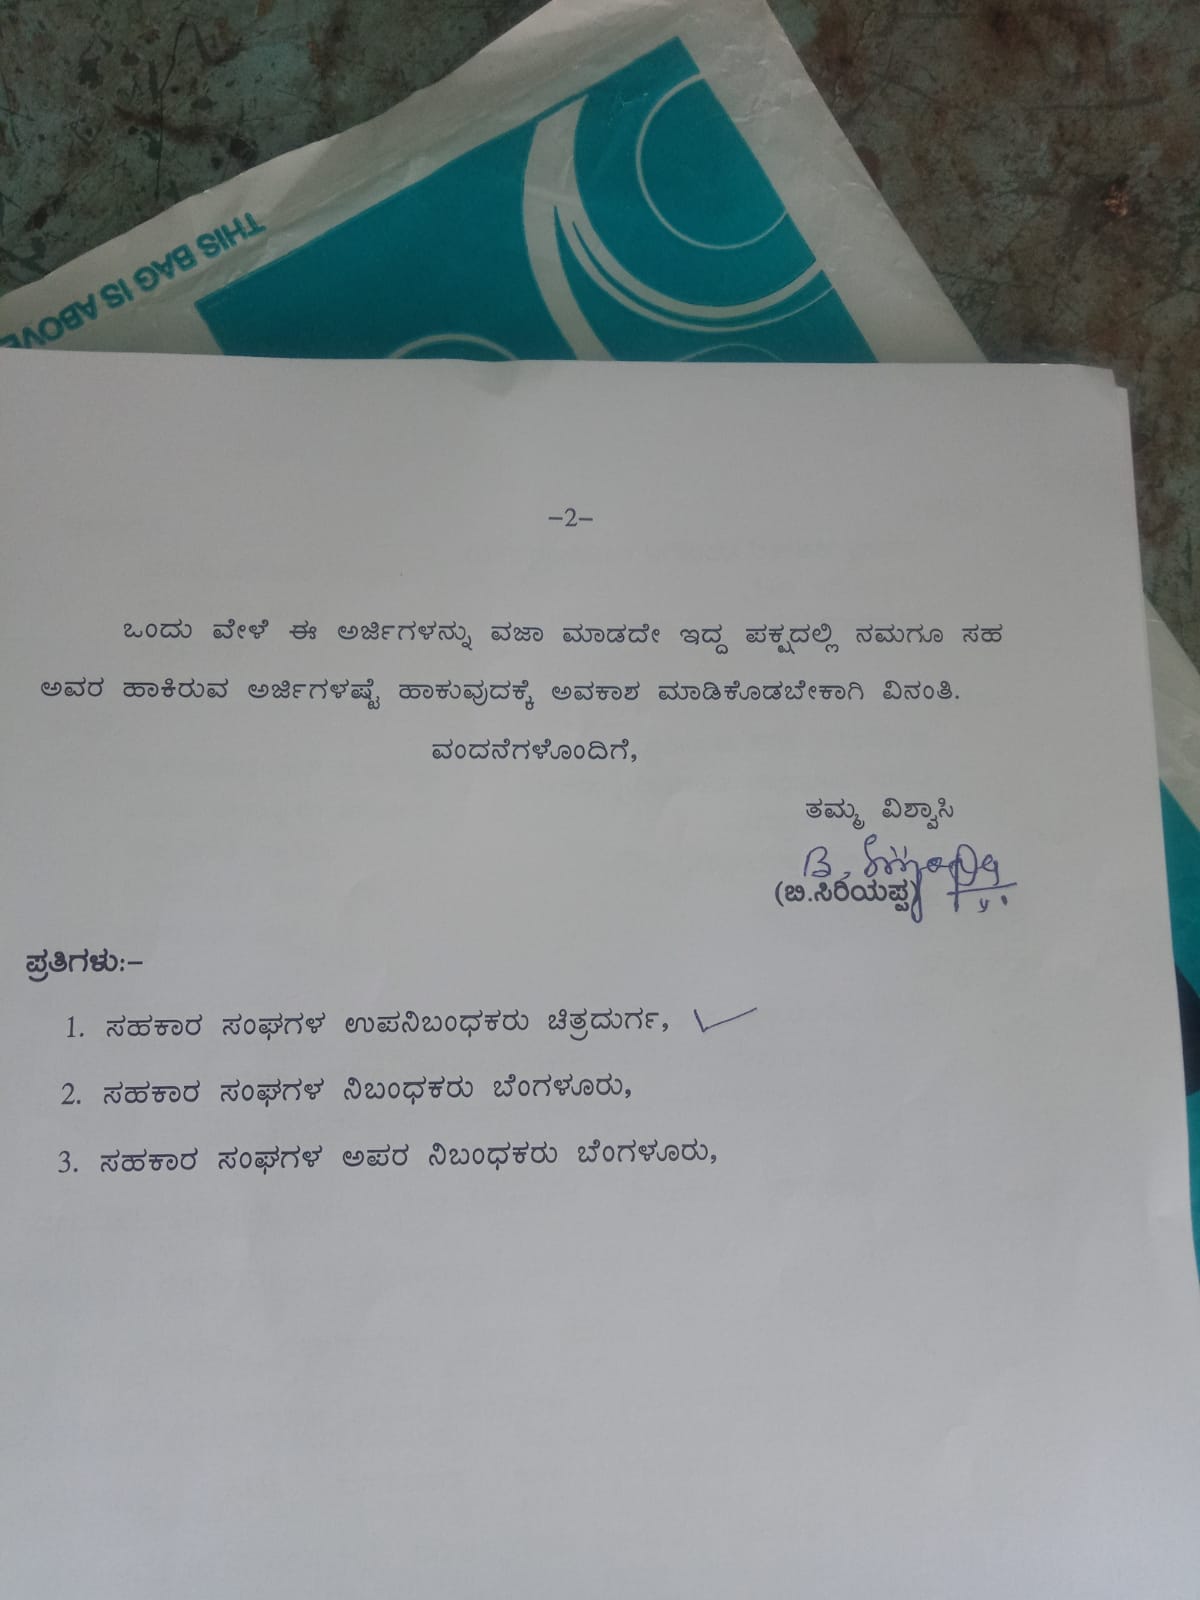 THIS BAG IS ABOVE
–2–
ಒಂದು ವೇಳೆ ಈ ಅರ್ಜಿಗಳನ್ನು ವಜಾ ಮಾಡದೇ ಇದ್ದ ಪಕ್ಷದಲ್ಲಿ ನಮಗೂ ಸಹ
ಅವರ ಹಾಕಿರುವ ಅರ್ಜಿಗಳಷ್ಟೆ ಹಾಕುವುದಕ್ಕೆ ಅವಕಾಶ ಮಾಡಿಕೊಡಬೇಕಾಗಿ ವಿನಂತಿ.
ವಂದನೆಗಳೊಂದಿಗೆ,
ತಮ್ಮ ವಿಶ್ವಾಸಿ
(ಬಿ.ಸಿರಿಯಪ್ಪ)
ಪ್ರತಿಗಳು:–
1. ಸಹಕಾರ ಸಂಘಗಳ ಉಪನಿಬಂಧಕರು ಚಿತ್ರದುರ್ಗ,
2. ಸಹಕಾರ ಸಂಘಗಳ ನಿಬಂಧಕರು ಬೆಂಗಳೂರು,
3. ಸಹಕಾರ ಸಂಘಗಳ ಅಪರ ನಿಬಂಧಕರು ಬೆಂಗಳೂರು,